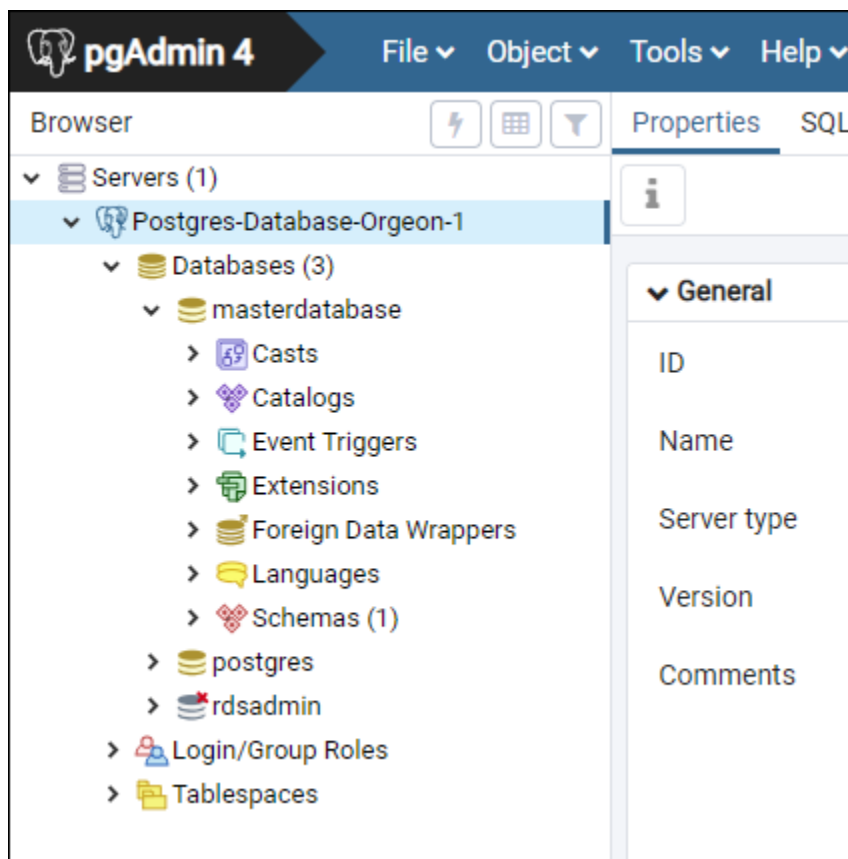 pgAdmin 4 File Object Tools Help
Browser
Properties SQL
Servers (1)
Postgres-Database-Orgeon-1
Databases (3)
masterdatabase
Casts
Catalogs
Event Triggers
Extensions
Foreign Data Wrappers
Languages
Schemas (1)
postgres
rdsadmin
Login/Group Roles
Tablespaces
General
ID
Name
Server type
Version
Comments